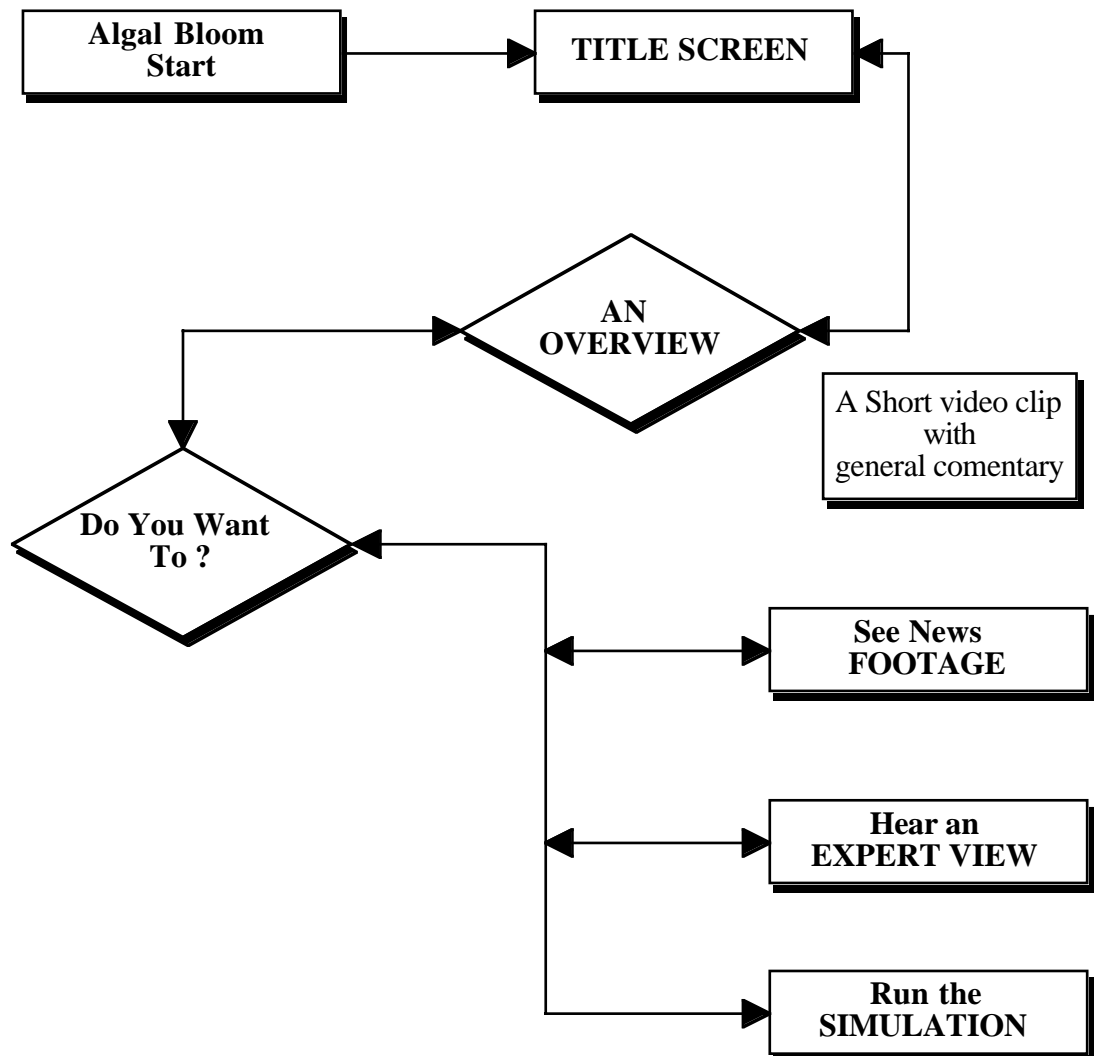 Algal Bloom
Start
TITLE SCREEN
AN
OVERVIEW
A Short video clip
with
general comentary
Do You Want
To ?
See News
FOOTAGE
Hear an
EXPERT VIEW
Run the
SIMULATION